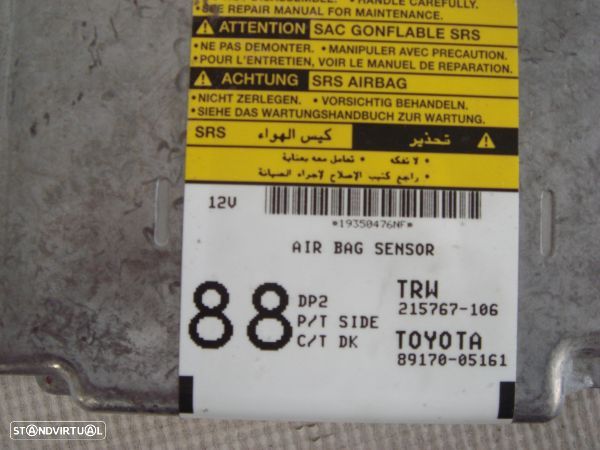 • SEE REPAIR MANUAL FOR MAINTENANCE.
ATTENTION SAC GONFLABLE SRS
•NE PAS DEMONTER. •MANIPULER AVEC PRECAUTION.
•POUR L'ENTRETIEN, VOIR LE MANUEL DE REPARATION.
ACHTUNG SRS AIRBAG
•NICHT ZERLEGEN. •VORSICHTIG BEHANDELN.
•SIEHE DAS WARTUNGSHANDBUCH ZUR WARTUNG.
SRS كيس الهواء تحذير
• لا تفكه • تعامل معه بعناية
• راجع كتيب الإصلاح لاجراء الصيانة
12V
*19350476NF*
AIR BAG SENSOR
88
DP2
P/T SIDE
C/T DK
TRW
215767-106
TOYOTA
89170-05161
STANDVIRTUAL